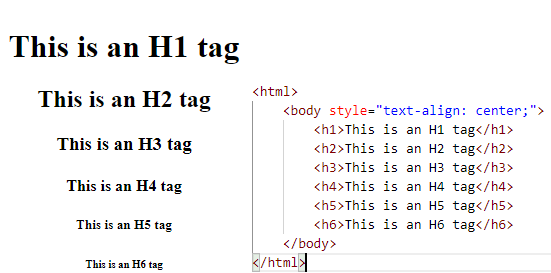 This is an H1 tag
This is an H2 tag
This is an H3 tag
This is an H4 tag
This is an H5 tag
This is an H6 tag
<html>
<body style="text-align: center;">
<h1>This is an H1 tag</h1>
<h2>This is an H2 tag</h2>
<h3>This is an H3 tag</h3>
<h4>This is an H4 tag</h4>
<h5>This is an H5 tag</h5>
<h6>This is an H6 tag</h6>
</body>
</html>